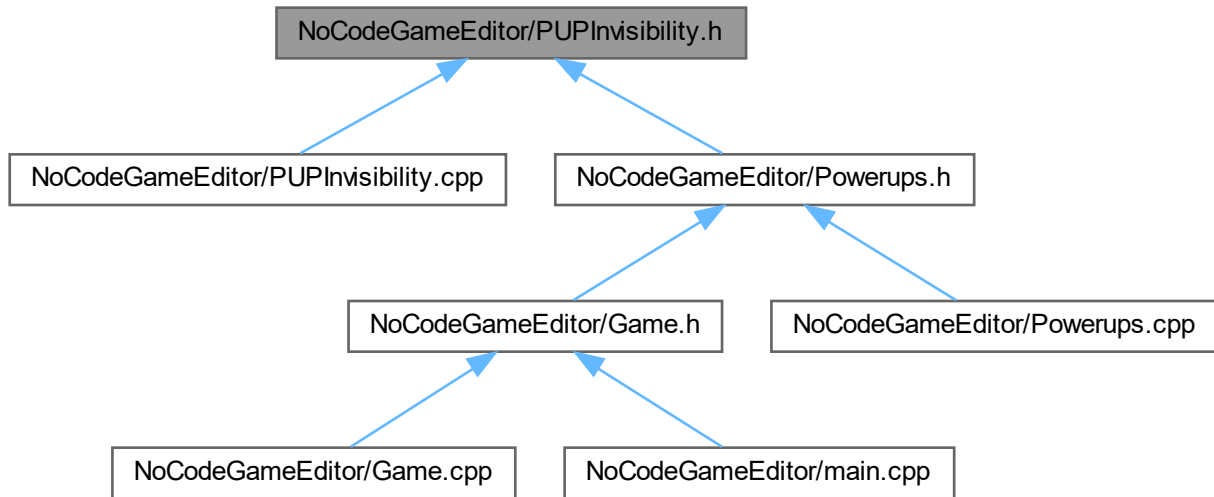 NoCodeGameEditor/PUPInvisibility.h
NoCodeGameEditor/PUPInvisibility.cpp
NoCodeGameEditor/Powerups.h
NoCodeGameEditor/Game.h
NoCodeGameEditor/Powerups.cpp
NoCodeGameEditor/Game.cpp
NoCodeGameEditor/main.cpp